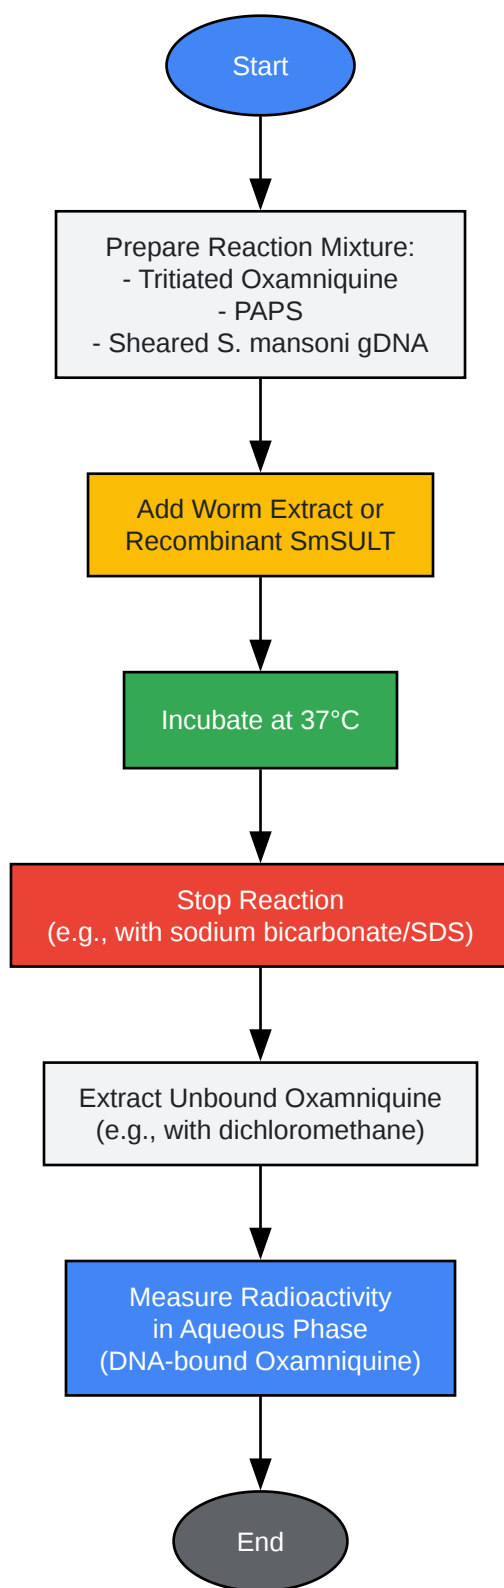 Start
Prepare Reaction Mixture:
- Tritiated Oxamniquine
- PAPS
- Sheared S. mansoni gDNA
Add Worm Extract or
Recombinant SmSULT
Incubate at 37°C
Stop Reaction
(e.g., with sodium bicarbonate/SDS)
Extract Unbound Oxamniquine
(e.g., with dichloromethane)
Measure Radioactivity
in Aqueous Phase
(DNA-bound Oxamniquine)
End